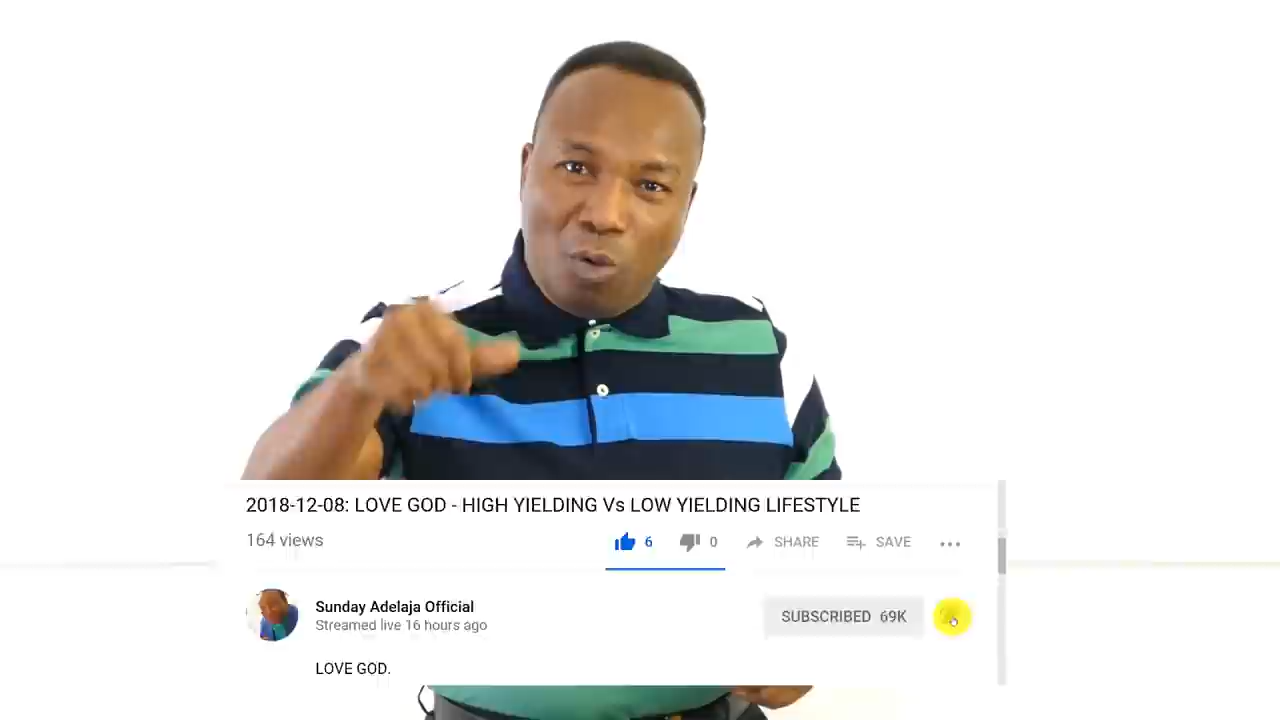 2018-12-08: LOVE GOD - HIGH YIELDING Vs LOW YIELDING LIFESTYLE
164 views 6 0 SHARE SAVE
Sunday Adelaja Official
SUBSCRIBED 69K
Streamed live 16 hours ago
LOVE GOD.